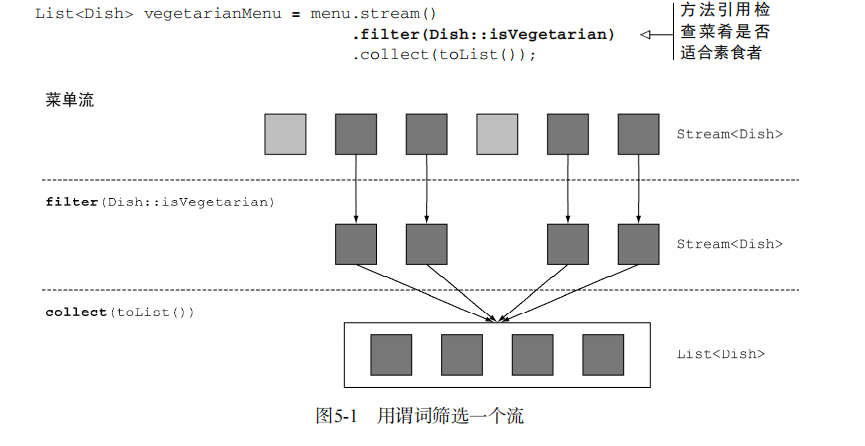 List<Dish> vegetarianMenu = menu.stream()
.filter(Dish::isVegetarian)
.collect(toList());
方法引用检
查菜肴是否
适合素食者
菜单流
Stream<Dish>
filter(Dish::isVegetarian)
Stream<Dish>
collect(toList())
List<Dish>
图5-1 用谓词筛选一个流